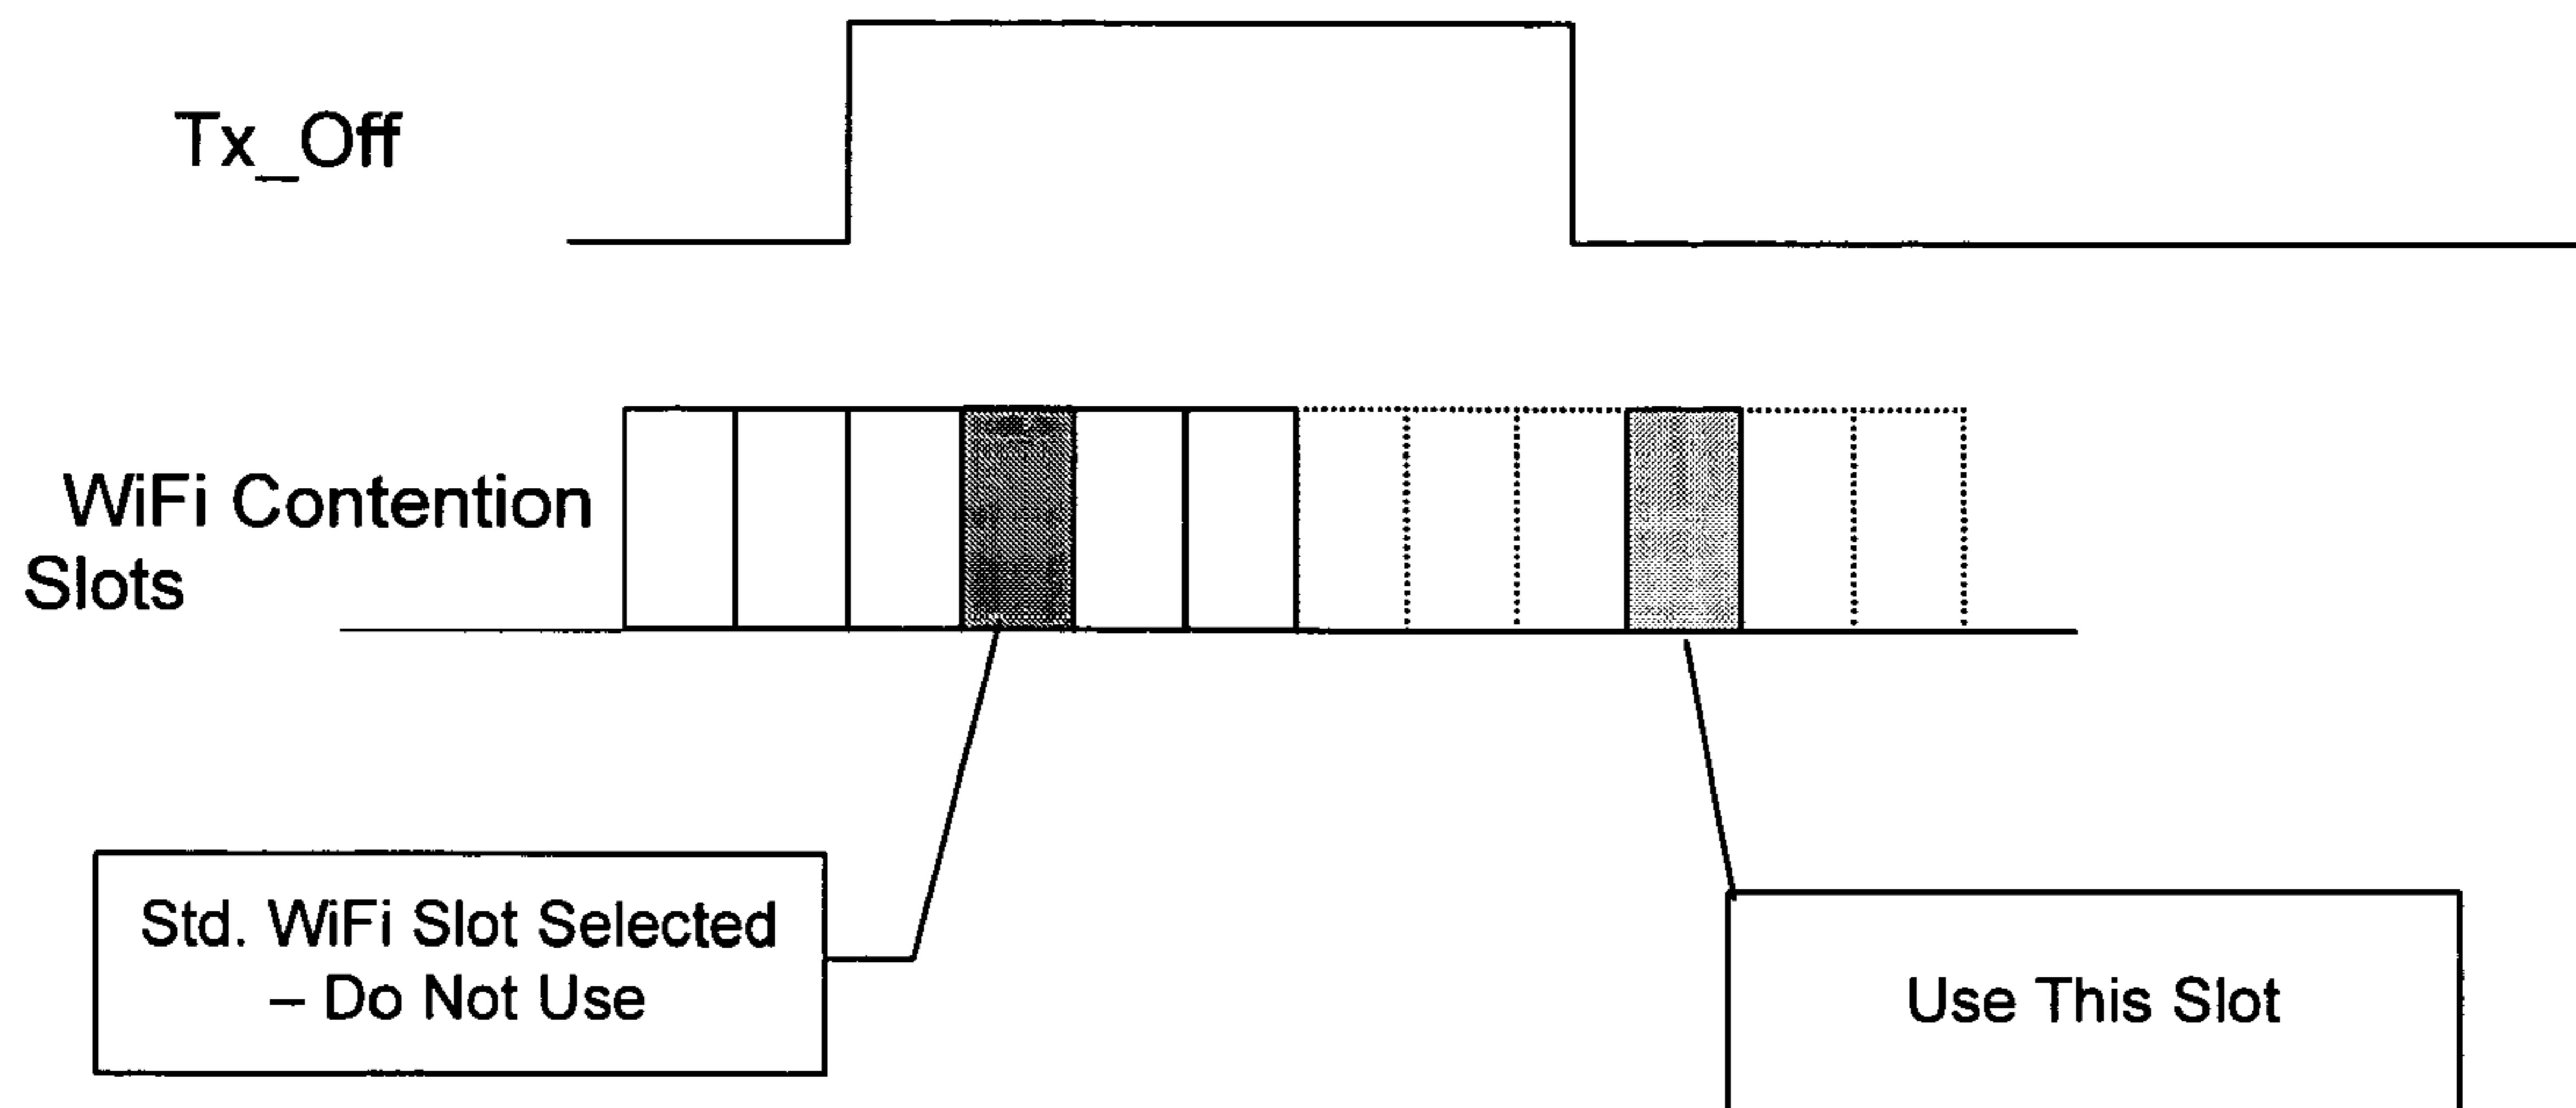 Tx_Off
WiFi Contention
Slots
Std. WiFi Slot Selected
– Do Not Use
Use This Slot